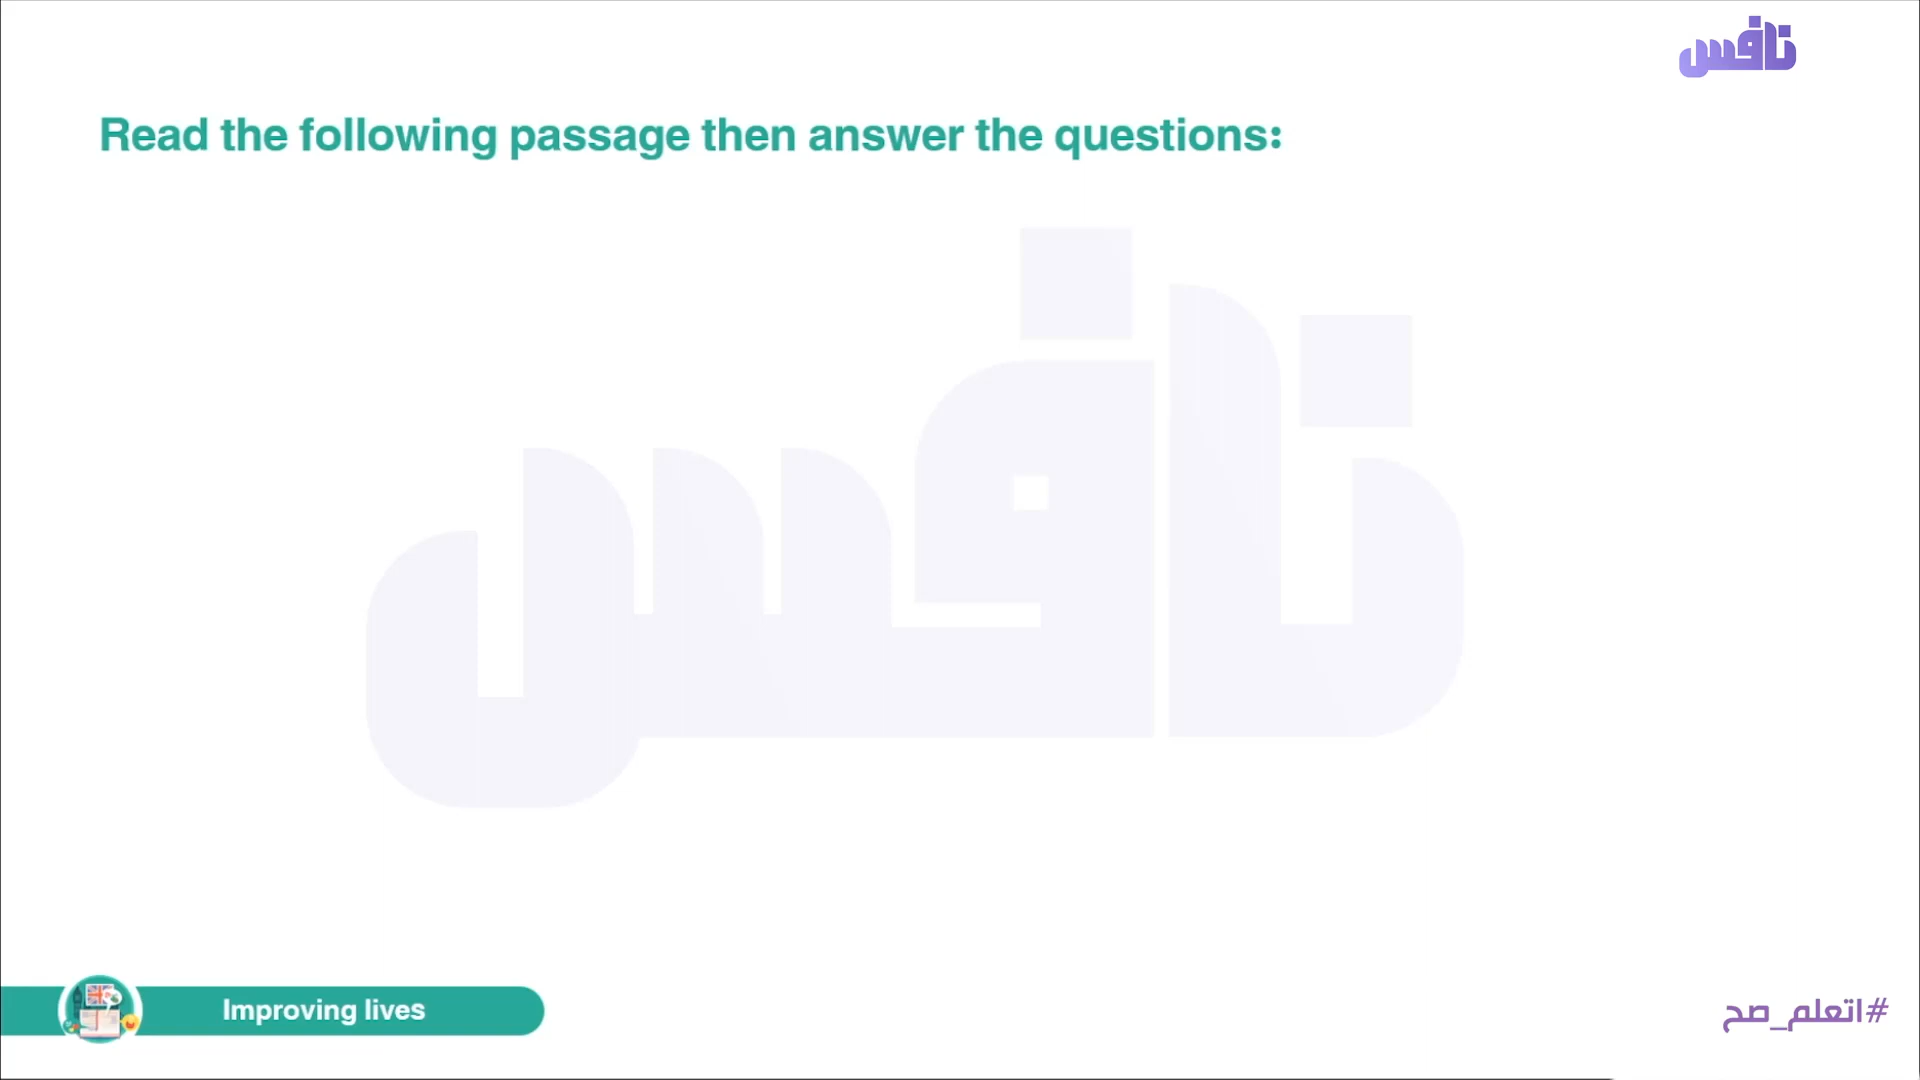 نافس
Read the following passage then answer the questions:
نافس
Improving lives
#اتعلم_صح